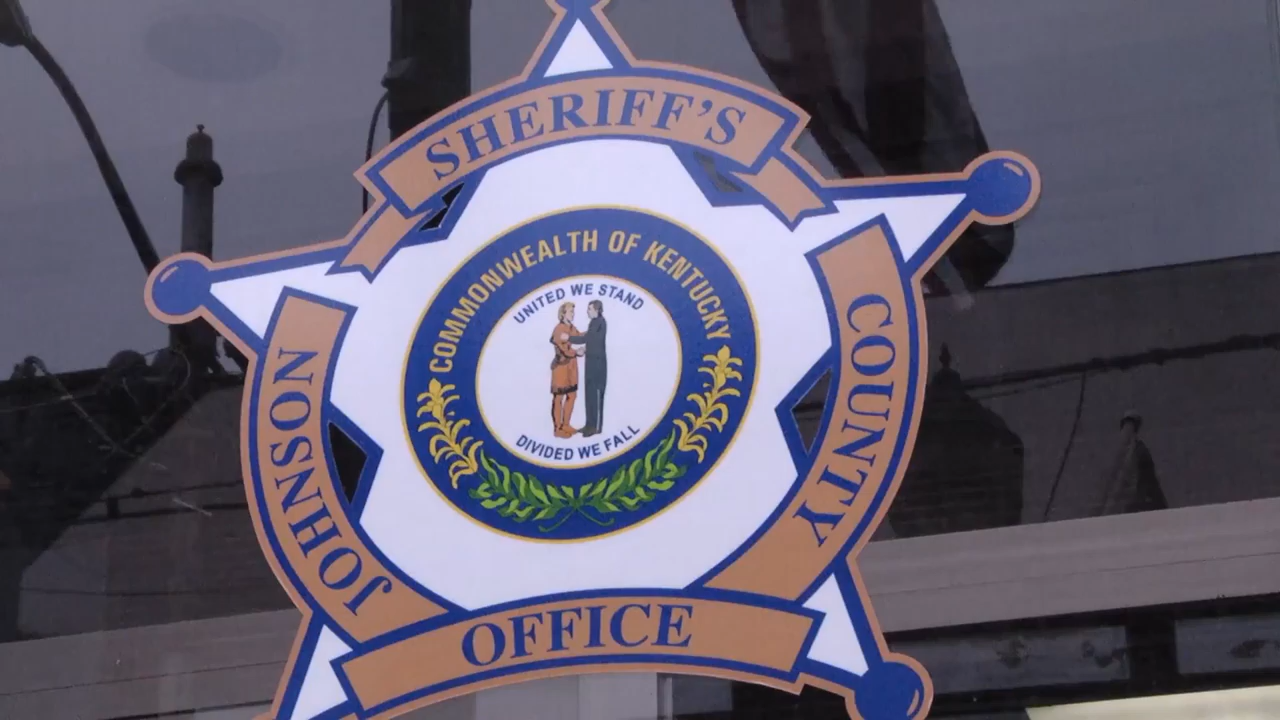 SHERIFF'S
JOHNSON
COUNTY
OFFICE
COMMONWEALTH OF KENTUCKY
UNITED WE STAND
DIVIDED WE FALL